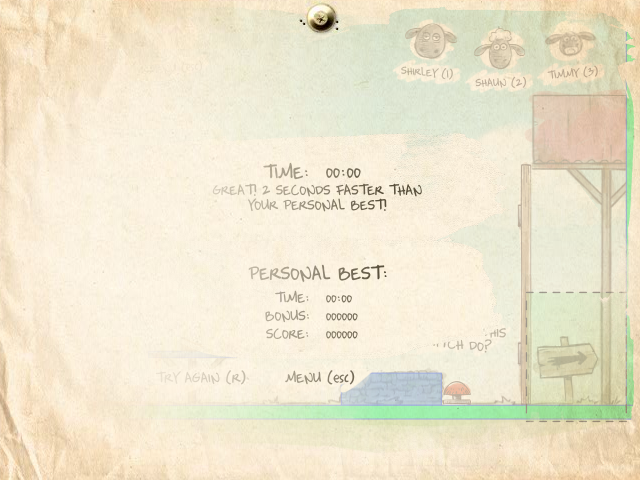 SHIRLEY (1)
SHAUN (2)
TIMMY (3)
TIME: 00:00
GREAT! 2 SECONDS FASTER THAN
YOUR PERSONAL BEST!
PERSONAL BEST:
TIME: 00:00
BONUS: 000000
SCORE: 000000
DO?
TRY AGAIN (R) MENU (esc)